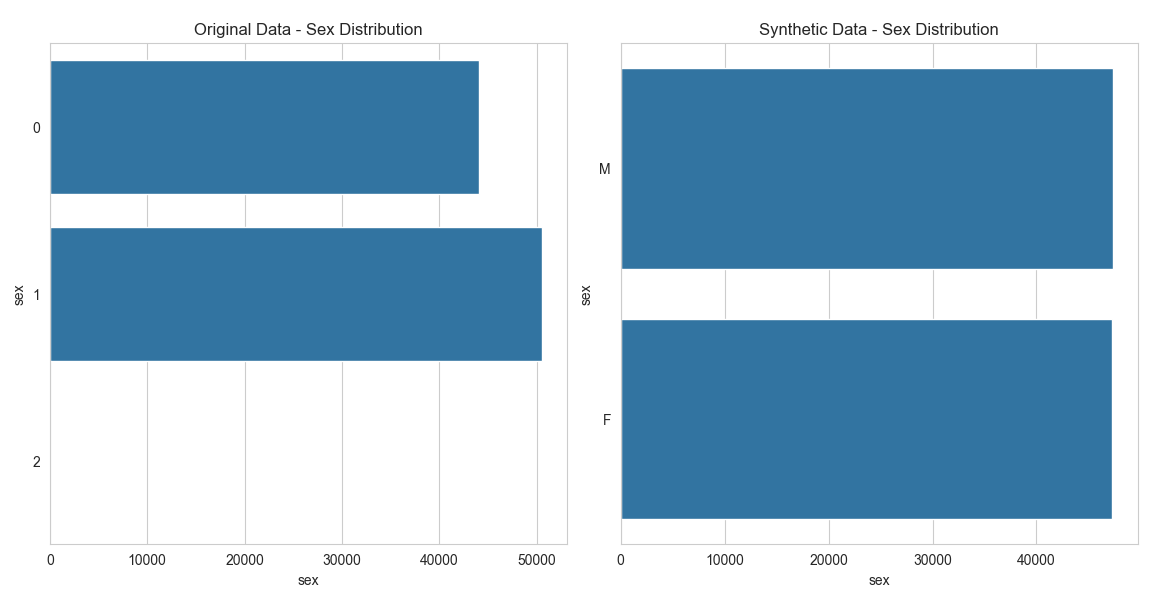 Original Data - Sex Distribution
0
1
2
sex
0 10000 20000 30000 40000 50000
sex
Synthetic Data - Sex Distribution
M
F
sex
0 10000 20000 30000 40000
sex